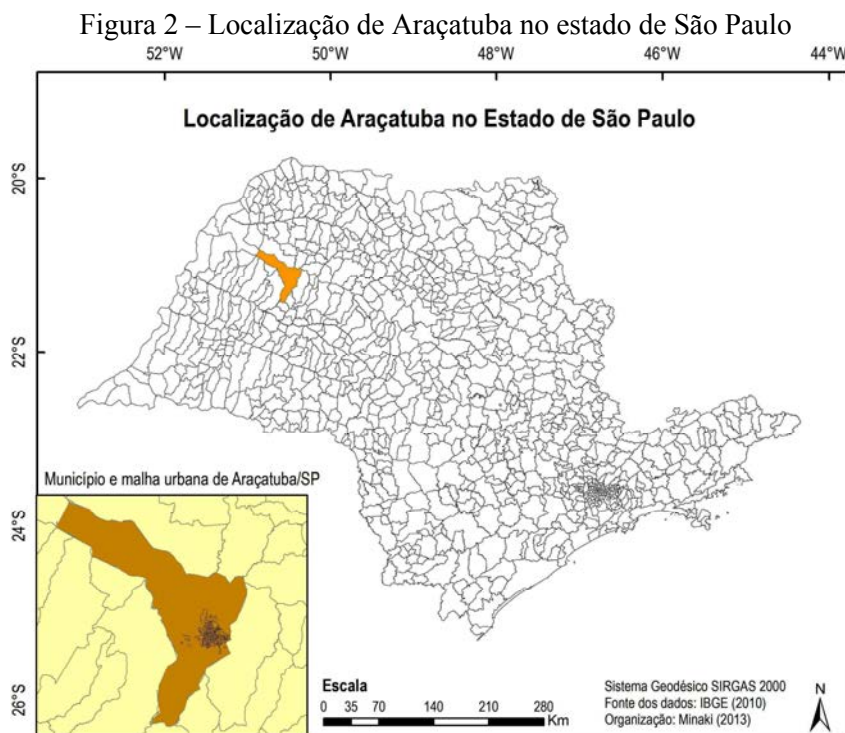 Figura 2 – Localização de Araçatuba no estado de São Paulo
52°W 50°W 48°W 46°W 44°W
Localização de Araçatuba no Estado de São Paulo
20°S
22°S
24°S
26°S
Município e malha urbana de Araçatuba/SP
Escala
0 35 70 140 210 280
Km
Sistema Geodésico SIRGAS 2000
Fonte dos dados: IBGE (2010)
Organização: Minaki (2013)
N